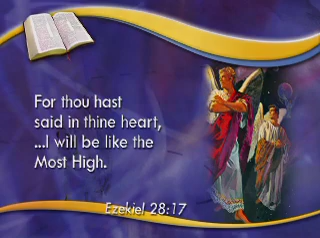 For thou hast
said in thine heart,
...I will be like the
Most High.
Ezekiel 28:17